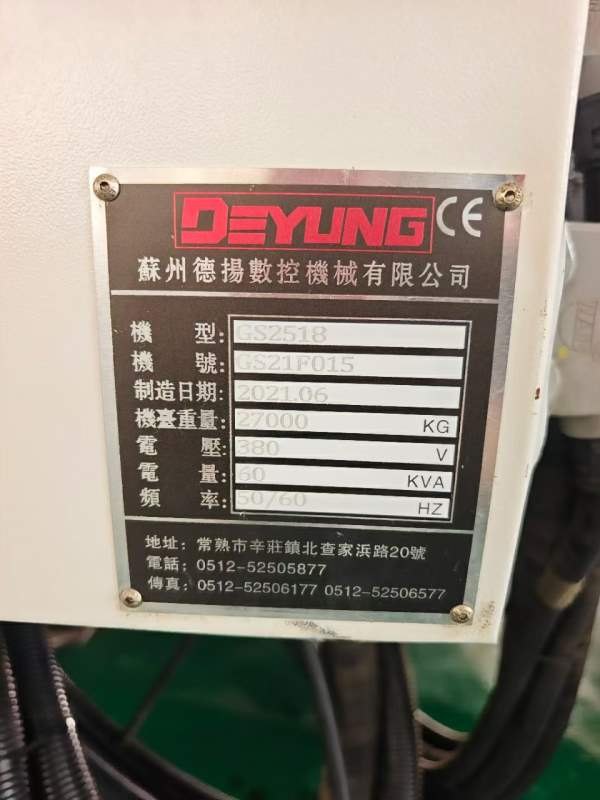 DEYUNG CE
蘇州德揚數控機械有限公司
機 型: GS2518
機 號: GS21F015
制造日期: 2021.06
機臺重量: 27000 KG
電 壓: 380 V
電 量: 60 KVA
頻 率: 50/60 HZ
地址: 常熟市辛莊鎮北查家浜路20號
電話: 0512-52505877
傳真: 0512-52506177 0512-52506577